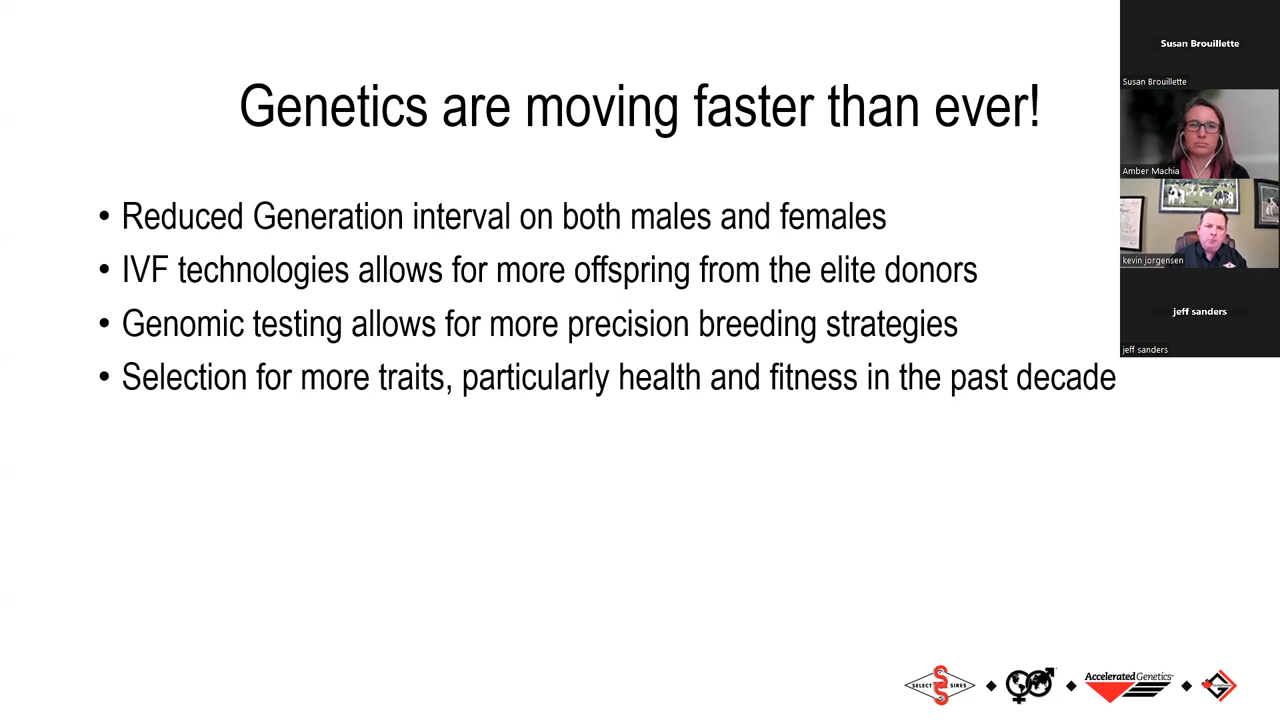 Genetics are moving faster than ever!
• Reduced Generation interval on both males and females
• IVF technologies allows for more offspring from the elite donors
• Genomic testing allows for more precision breeding strategies
• Selection for more traits, particularly health and fitness in the past decade
Susan Brouillette
Susan Brouillette
Amber Machia
kevin jorgensen
jeff sanders
jeff sanders
SELECT SIRES
Accelerated Genetics